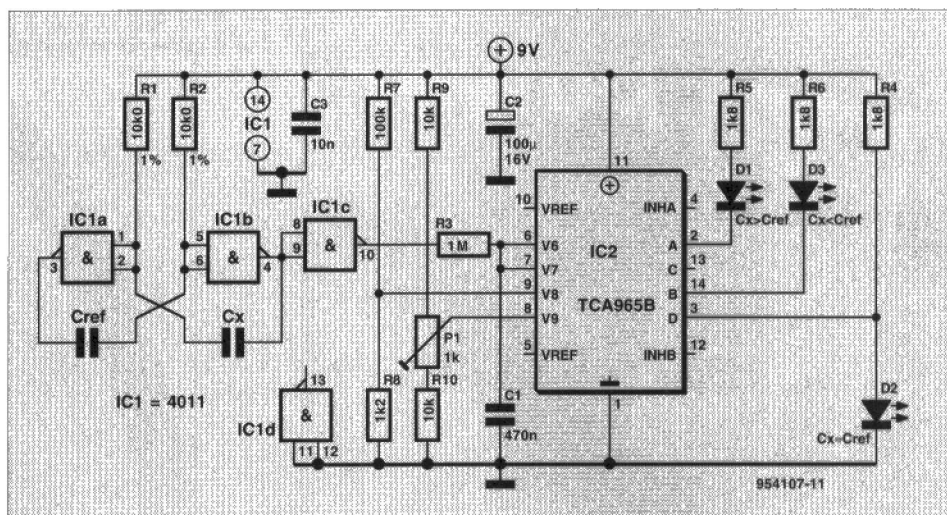 9V
R1
R2
R7
R9
R5
R6
R4
14
IC1
7
C3
10n
C2
100µ
16V
10k0
10k0
1%
1%
100k
10k
1k8
1k8
1k8
11
D1
D3
Cx>Cref
Cx<Cref
IC1a
IC1b
IC1c
&
&
&
1
2
3
5
6
4
8
9
10
R3
1M
10
VREF
6
V6
7
V7
9
V8
8
V9
5
VREF
IC2
TCA965B
INHA
4
A
2
C
13
B
14
D
3
INHB
12
1
Cref
Cx
P1
1k
IC1 = 4011
13
IC1d
&
11
12
R8
1k2
R10
10k
C1
470n
D2
Cx=Cref
954107-11